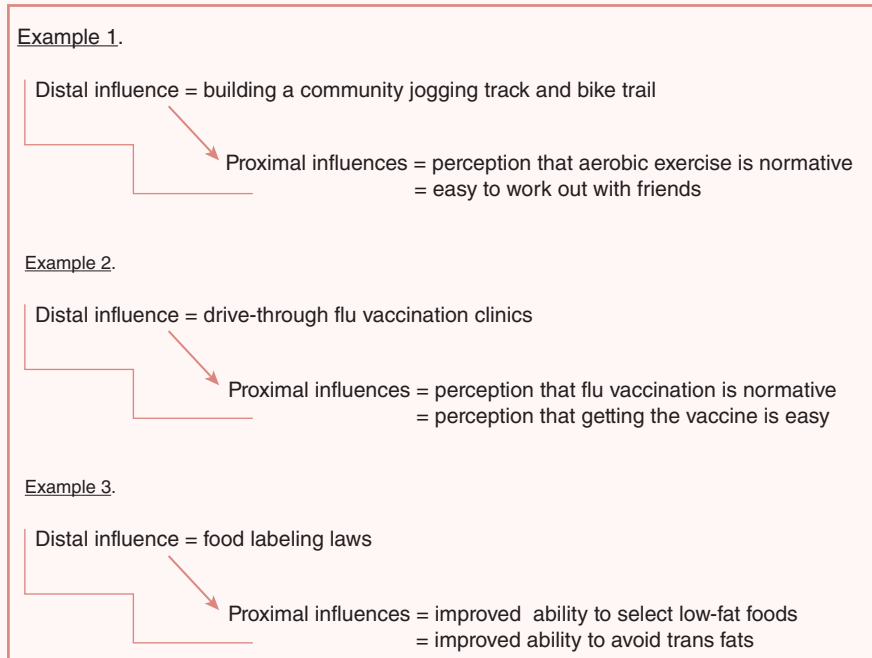 Example 1.
Distal influence = building a community jogging track and bike trail
Proximal influences = perception that aerobic exercise is normative
= easy to work out with friends
Example 2.
Distal influence = drive-through flu vaccination clinics
Proximal influences = perception that flu vaccination is normative
= perception that getting the vaccine is easy
Example 3.
Distal influence = food labeling laws
Proximal influences = improved ability to select low-fat foods
= improved ability to avoid trans fats